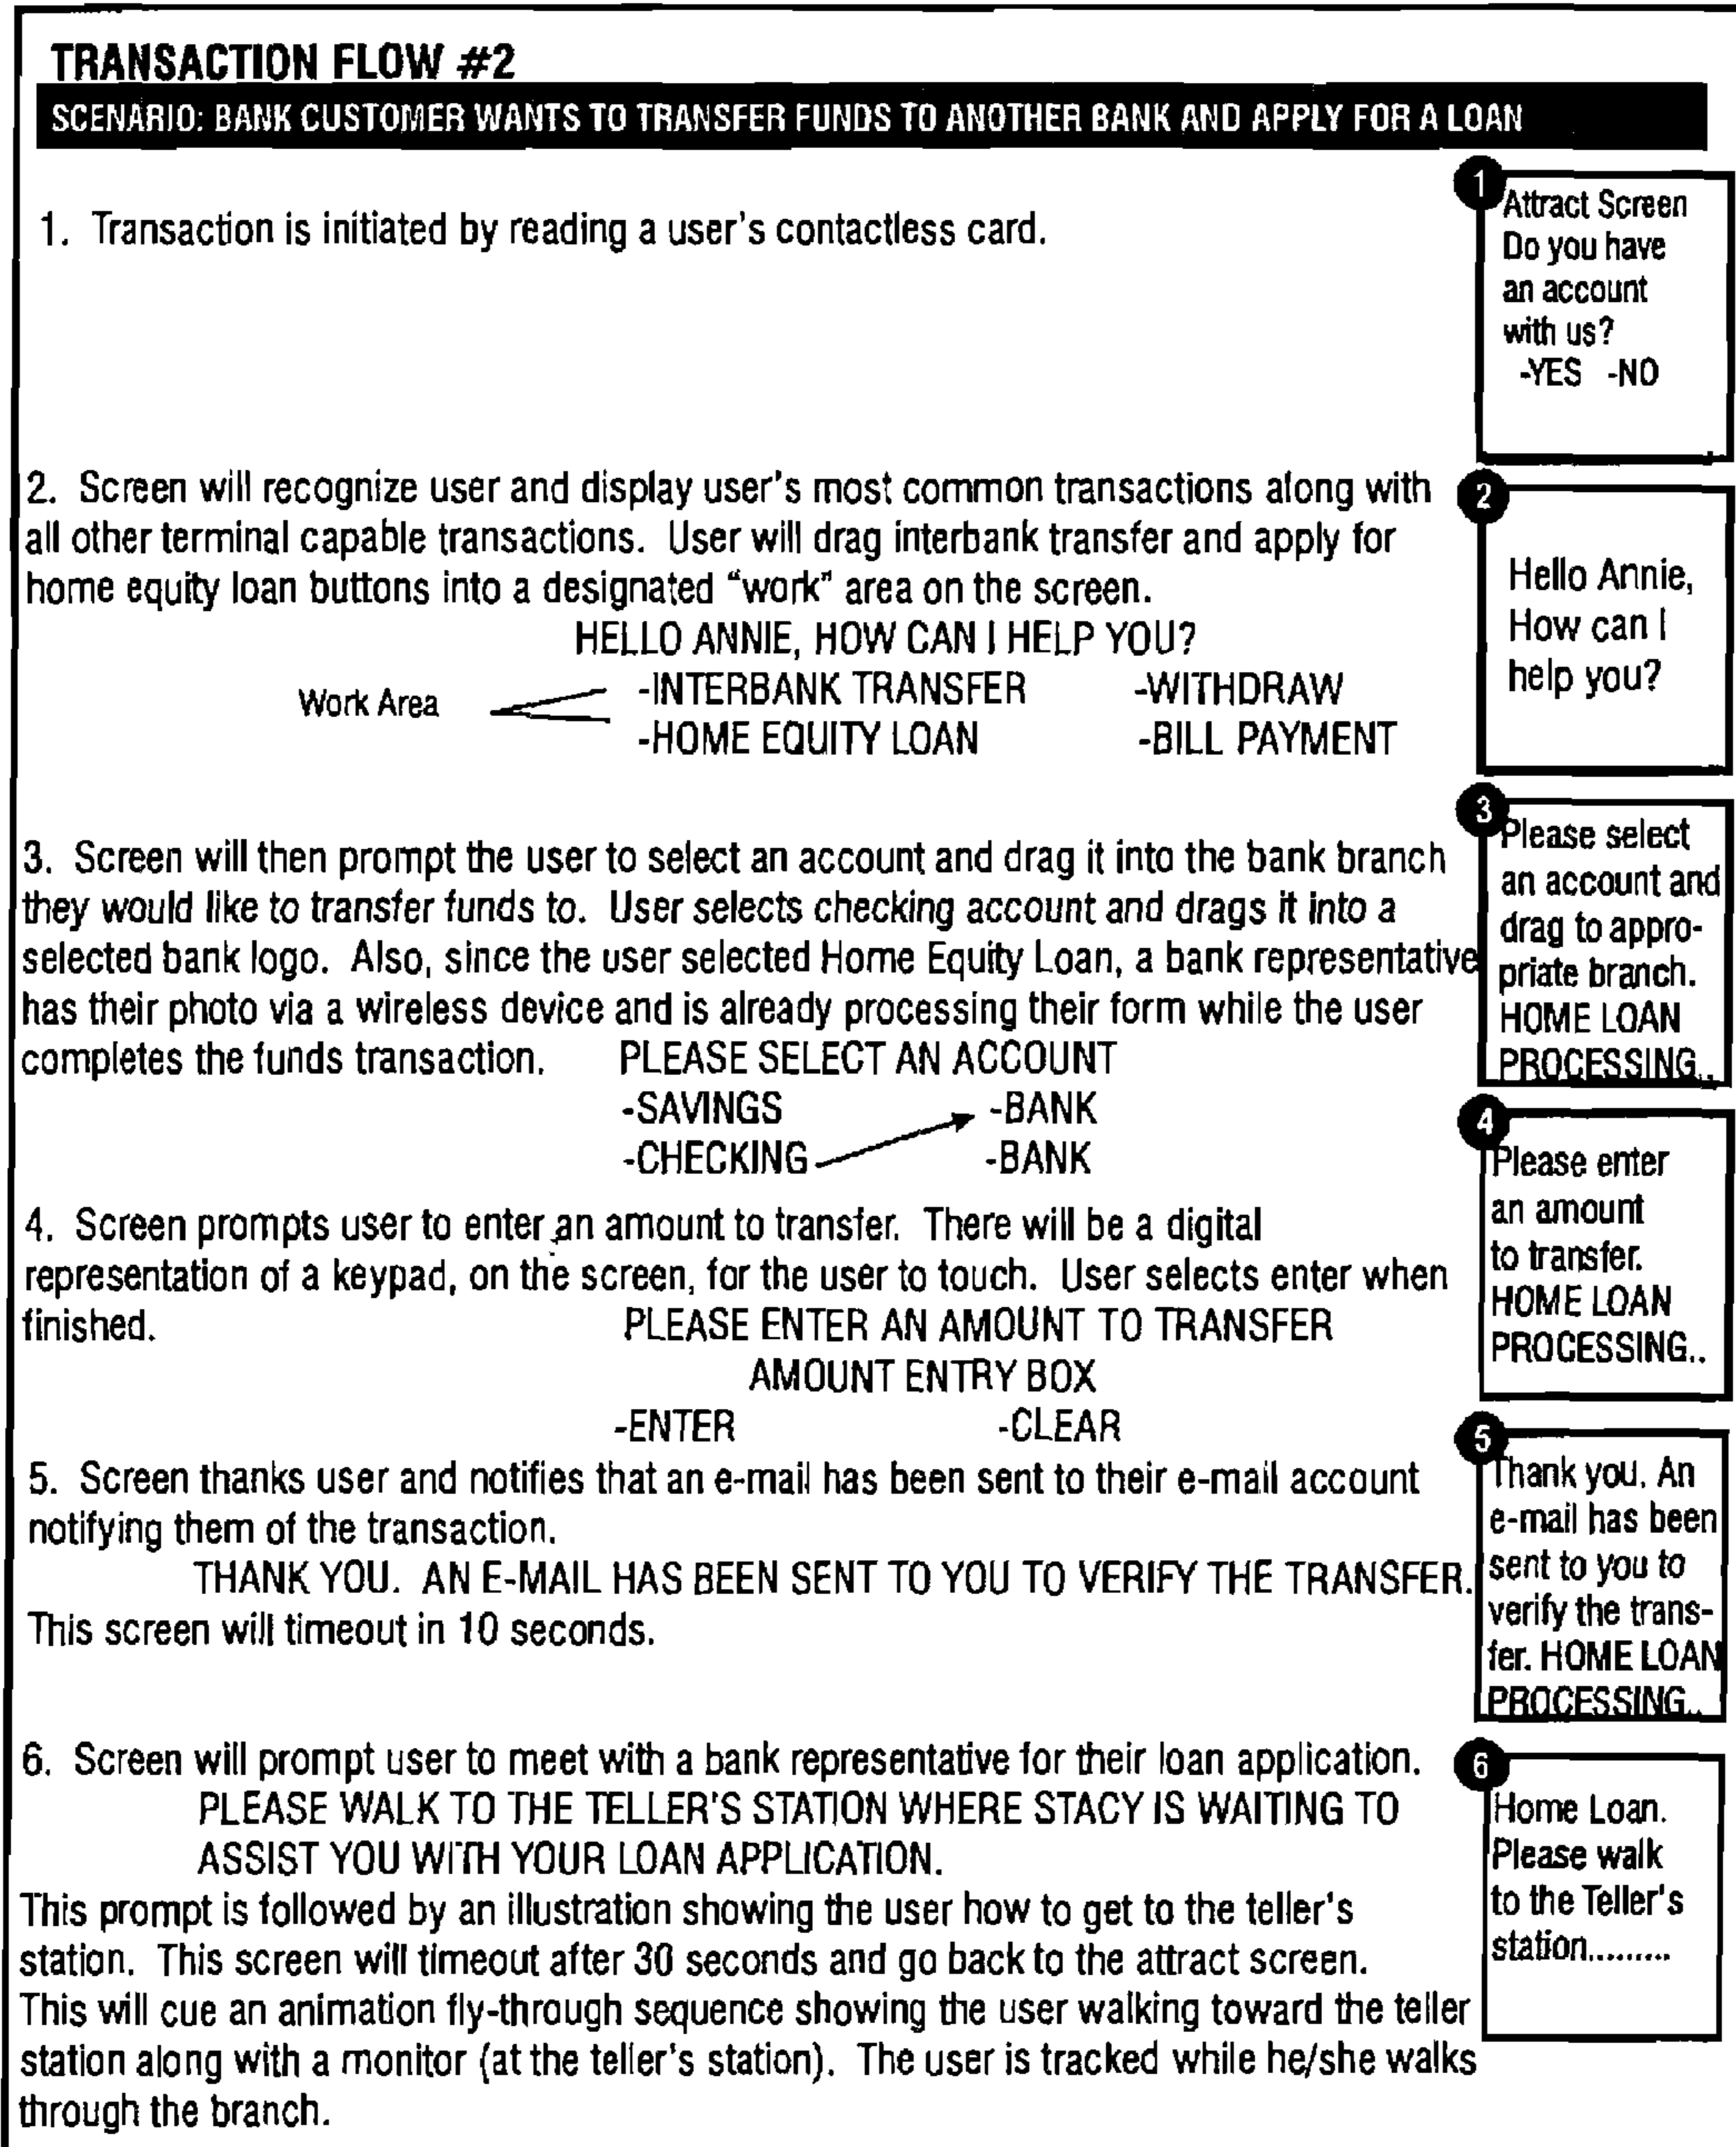 TRANSACTION FLOW #2
SCENARIO: BANK CUSTOMER WANTS TO TRANSFER FUNDS TO ANOTHER BANK AND APPLY FOR A LOAN
1. Transaction is initiated by reading a user's contactless card.
1
Attract Screen
Do you have
an account
with us?
-YES -NO
2. Screen will recognize user and display user's most common transactions along with
all other terminal capable transactions. User will drag interbank transfer and apply for
home equity loan buttons into a designated "work" area on the screen.
HELLO ANNIE, HOW CAN I HELP YOU?
Work Area -INTERBANK TRANSFER -WITHDRAW
-HOME EQUITY LOAN -BILL PAYMENT
2
Hello Annie,
How can I
help you?
3. Screen will then prompt the user to select an account and drag it into the bank branch
they would like to transfer funds to. User selects checking account and drags it into a
selected bank logo. Also, since the user selected Home Equity Loan, a bank representative
has their photo via a wireless device and is already processing their form while the user
completes the funds transaction. PLEASE SELECT AN ACCOUNT
-SAVINGS -BANK
-CHECKING -BANK
3
Please select
an account and
drag to appro-
priate branch.
HOME LOAN
PROCESSING..
4. Screen prompts user to enter an amount to transfer. There will be a digital
representation of a keypad, on the screen, for the user to touch. User selects enter when
finished. PLEASE ENTER AN AMOUNT TO TRANSFER
AMOUNT ENTRY BOX
-ENTER -CLEAR
4
Please enter
an amount
to transfer.
HOME LOAN
PROCESSING..
5. Screen thanks user and notifies that an e-mail has been sent to their e-mail account
notifying them of the transaction.
THANK YOU. AN E-MAIL HAS BEEN SENT TO YOU TO VERIFY THE TRANSFER.
This screen will timeout in 10 seconds.
5
Thank you. An
e-mail has been
sent to you to
verify the trans-
fer. HOME LOAN
PROCESSING..
6. Screen will prompt user to meet with a bank representative for their loan application.
PLEASE WALK TO THE TELLER'S STATION WHERE STACY IS WAITING TO
ASSIST YOU WITH YOUR LOAN APPLICATION.
This prompt is followed by an illustration showing the user how to get to the teller's
station. This screen will timeout after 30 seconds and go back to the attract screen.
This will cue an animation fly-through sequence showing the user walking toward the teller
station along with a monitor (at the teller's station). The user is tracked while he/she walks
through the branch.
6
Home Loan.
Please walk
to the Teller's
station.........